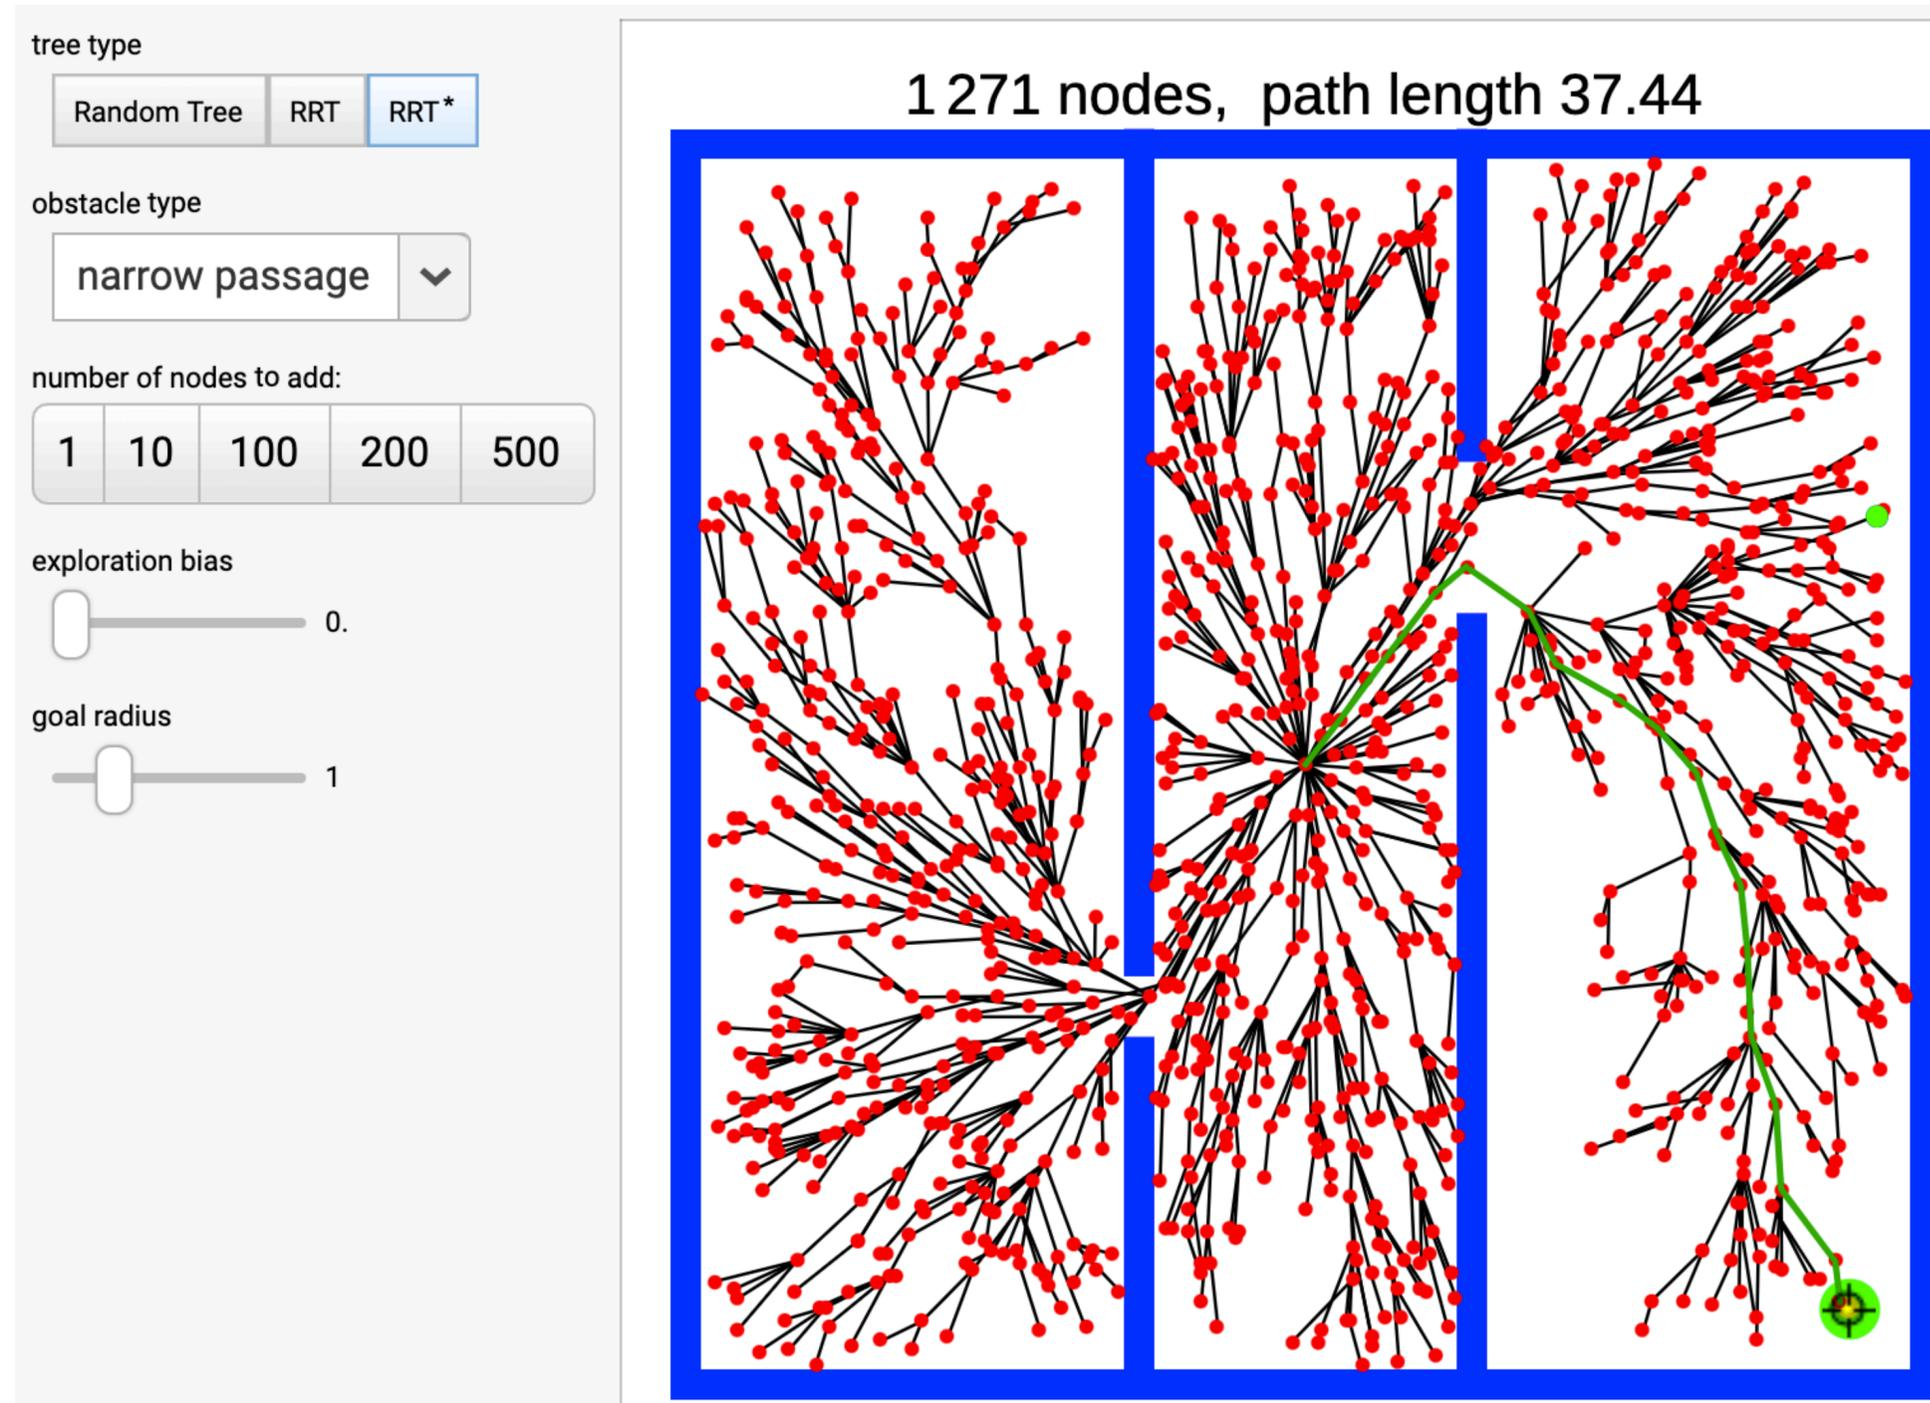 tree type
Random Tree RRT RRT*
obstacle type
narrow passage
number of nodes to add:
1 10 100 200 500
exploration bias
0.
goal radius
1
1 271 nodes, path length 37.44